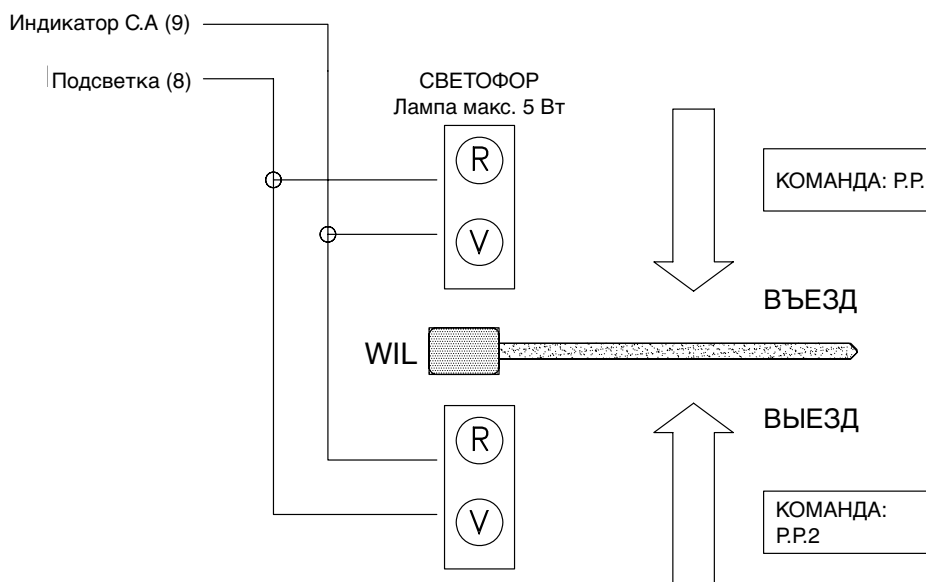 Индикатор С.А (9)
Подсветка (8)
СВЕТОФОР
Лампа макс. 5 Вт
R
V
КОМАНДА: P.P.
ВЪЕЗД
WIL
ВЫЕЗД
R
V
КОМАНДА:
P.P.2